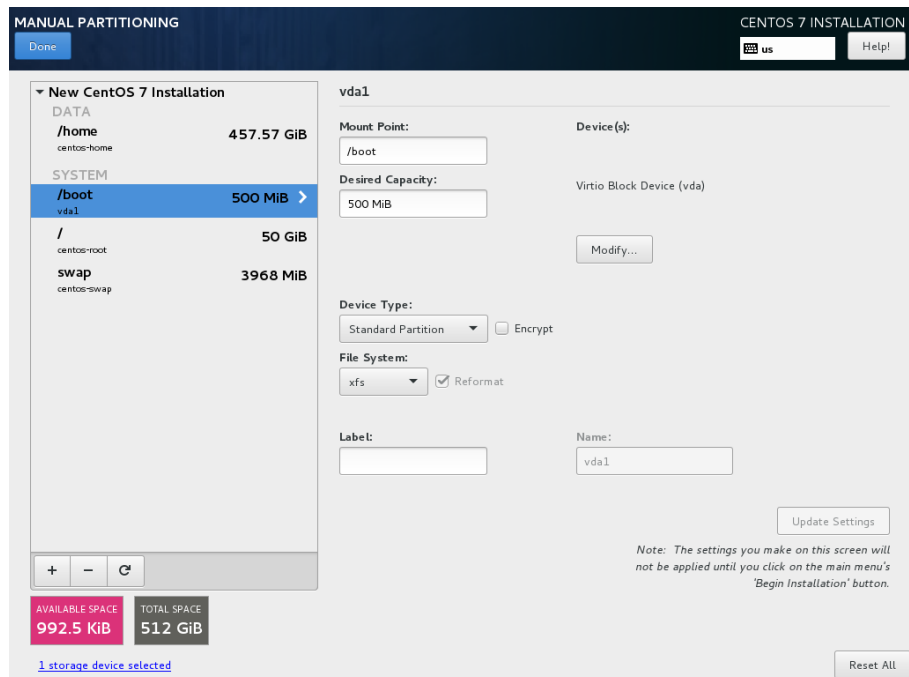 MANUAL PARTITIONING
CENTOS 7 INSTALLATION
Done
us
Help!
New CentOS 7 Installation
DATA
/home
457.57 GiB
centos-home
SYSTEM
/boot
500 MiB
vda1
/
50 GiB
centos-root
swap
3968 MiB
centos-swap
+ −
AVAILABLE SPACE
992.5 KiB
TOTAL SPACE
512 GiB
1 storage device selected
vda1
Mount Point:
/boot
Device(s):
Desired Capacity:
500 MiB
Virtio Block Device (vda)
Modify...
Device Type:
Standard Partition
Encrypt
File System:
xfs
Reformat
Label:
Name:
vda1
Update Settings
Note: The settings you make on this screen will
not be applied until you click on the main menu's
'Begin Installation' button.
Reset All